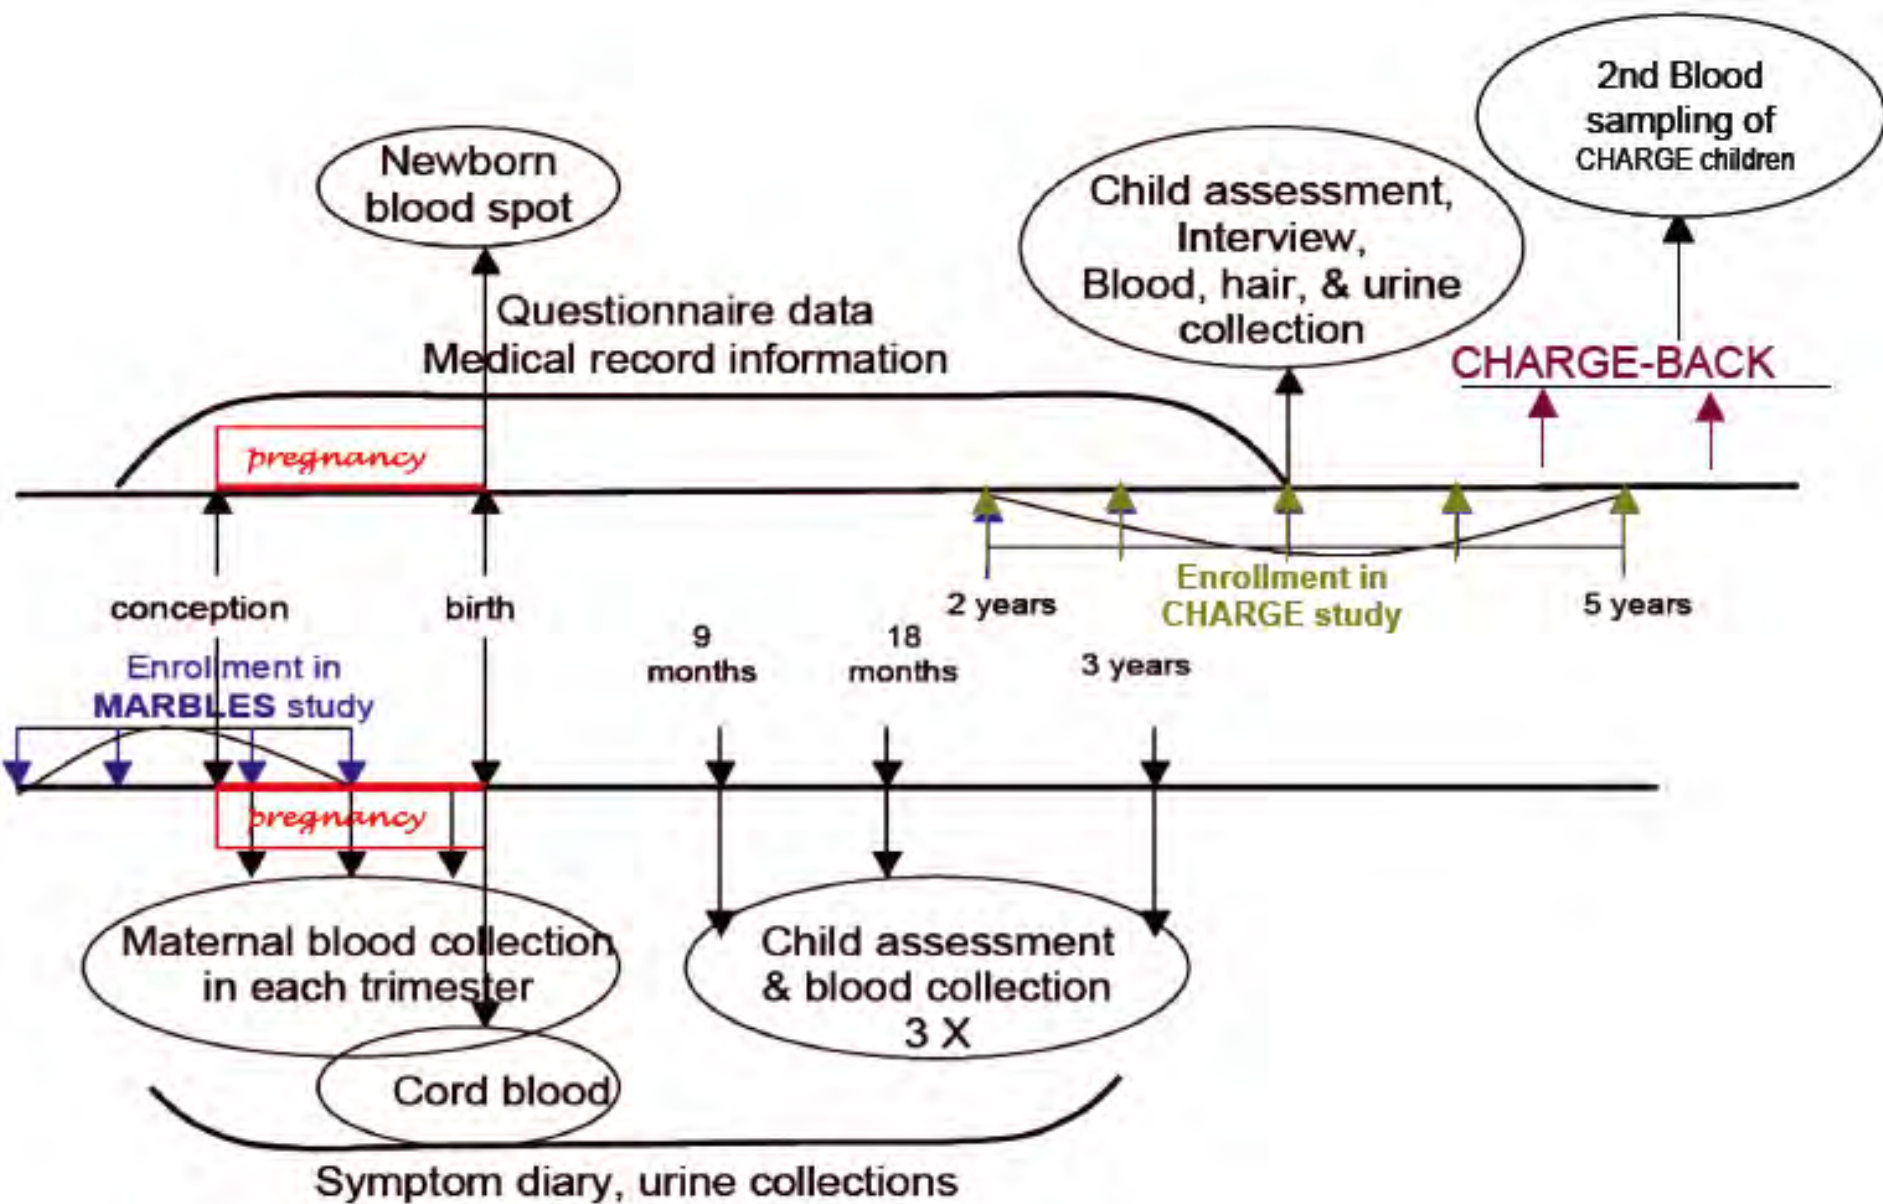 2nd Blood
sampling of
CHARGE children
Newborn
blood spot
Child assessment,
Interview,
Blood, hair, & urine
collection
Questionnaire data
Medical record information
CHARGE-BACK
pregnancy
conception
birth
2 years
Enrollment in
CHARGE study
5 years
9
months
18
months
3 years
Enrollment in
MARBLES study
pregnancy
Maternal blood collection
in each trimester
Child assessment
& blood collection
3 X
Cord blood
Symptom diary, urine collections